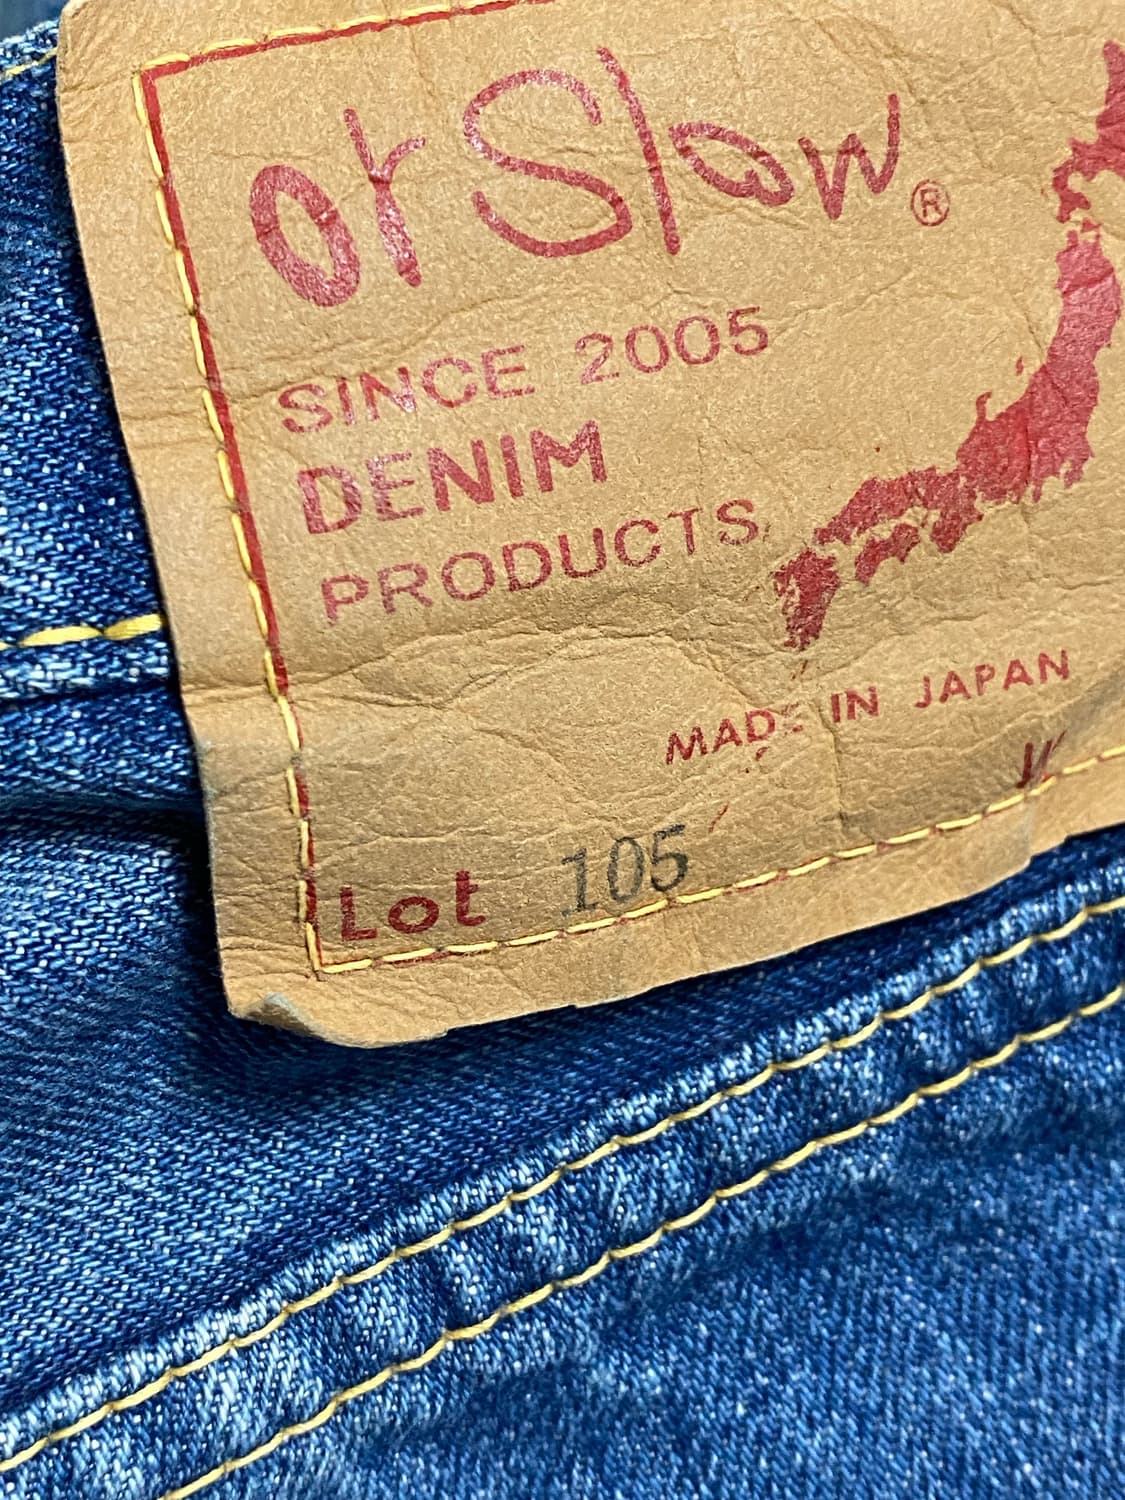 orSlow®
SINCE 2005
DENIM
PRODUCTS
MADE IN JAPAN
Lot 105